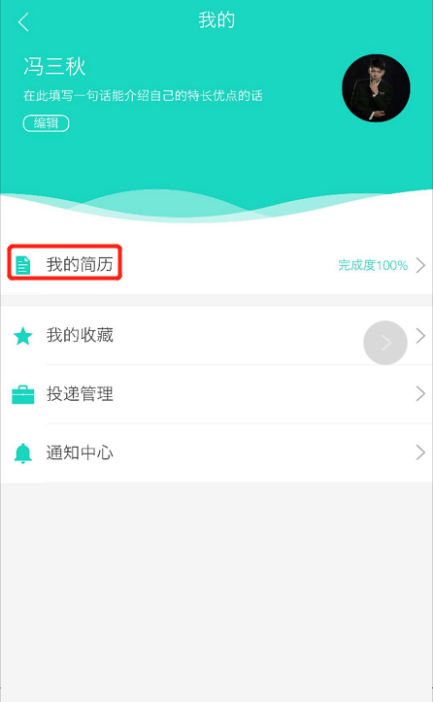 我的
冯三秋
在此填写一句话能介绍自己的特长优点的话
编辑
我的简历
完成度100%
我的收藏
投递管理
通知中心